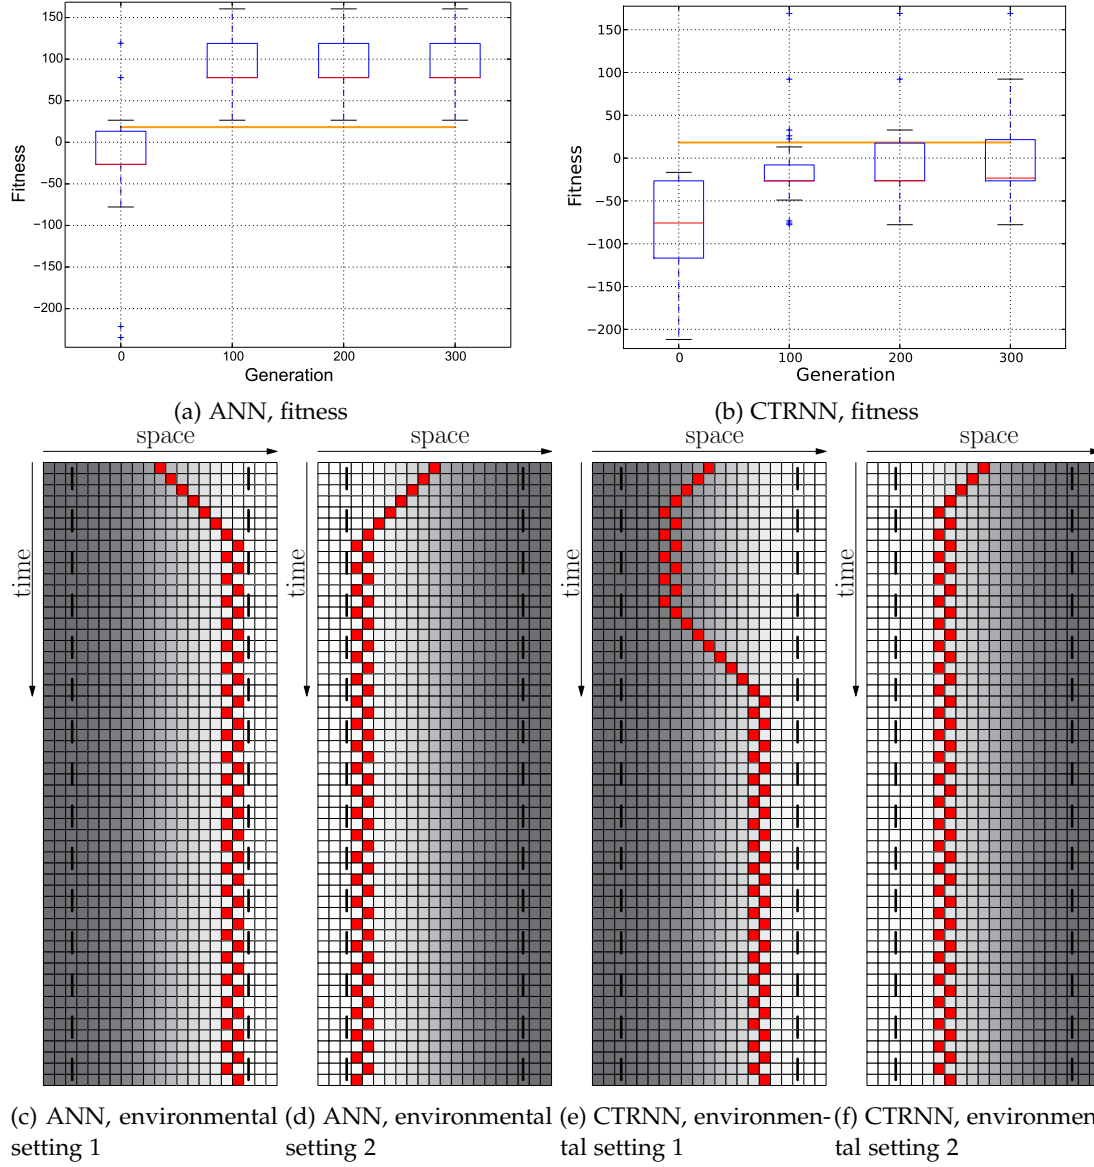 150
100
50
0
−50
−100
−150
−200
Fitness
0
100
200
300
Generation
150
100
50
0
−50
−100
−150
−200
Fitness
0
100
200
300
Generation
(a) ANN, fitness
(b) CTRNN, fitness
space
space
space
space
time
time
time
time
(c) ANN, environmental
setting 1
(d) ANN, environmental
setting 2
(e) CTRNN, environmen-
tal setting 1
(f) CTRNN, environmen
tal setting 2